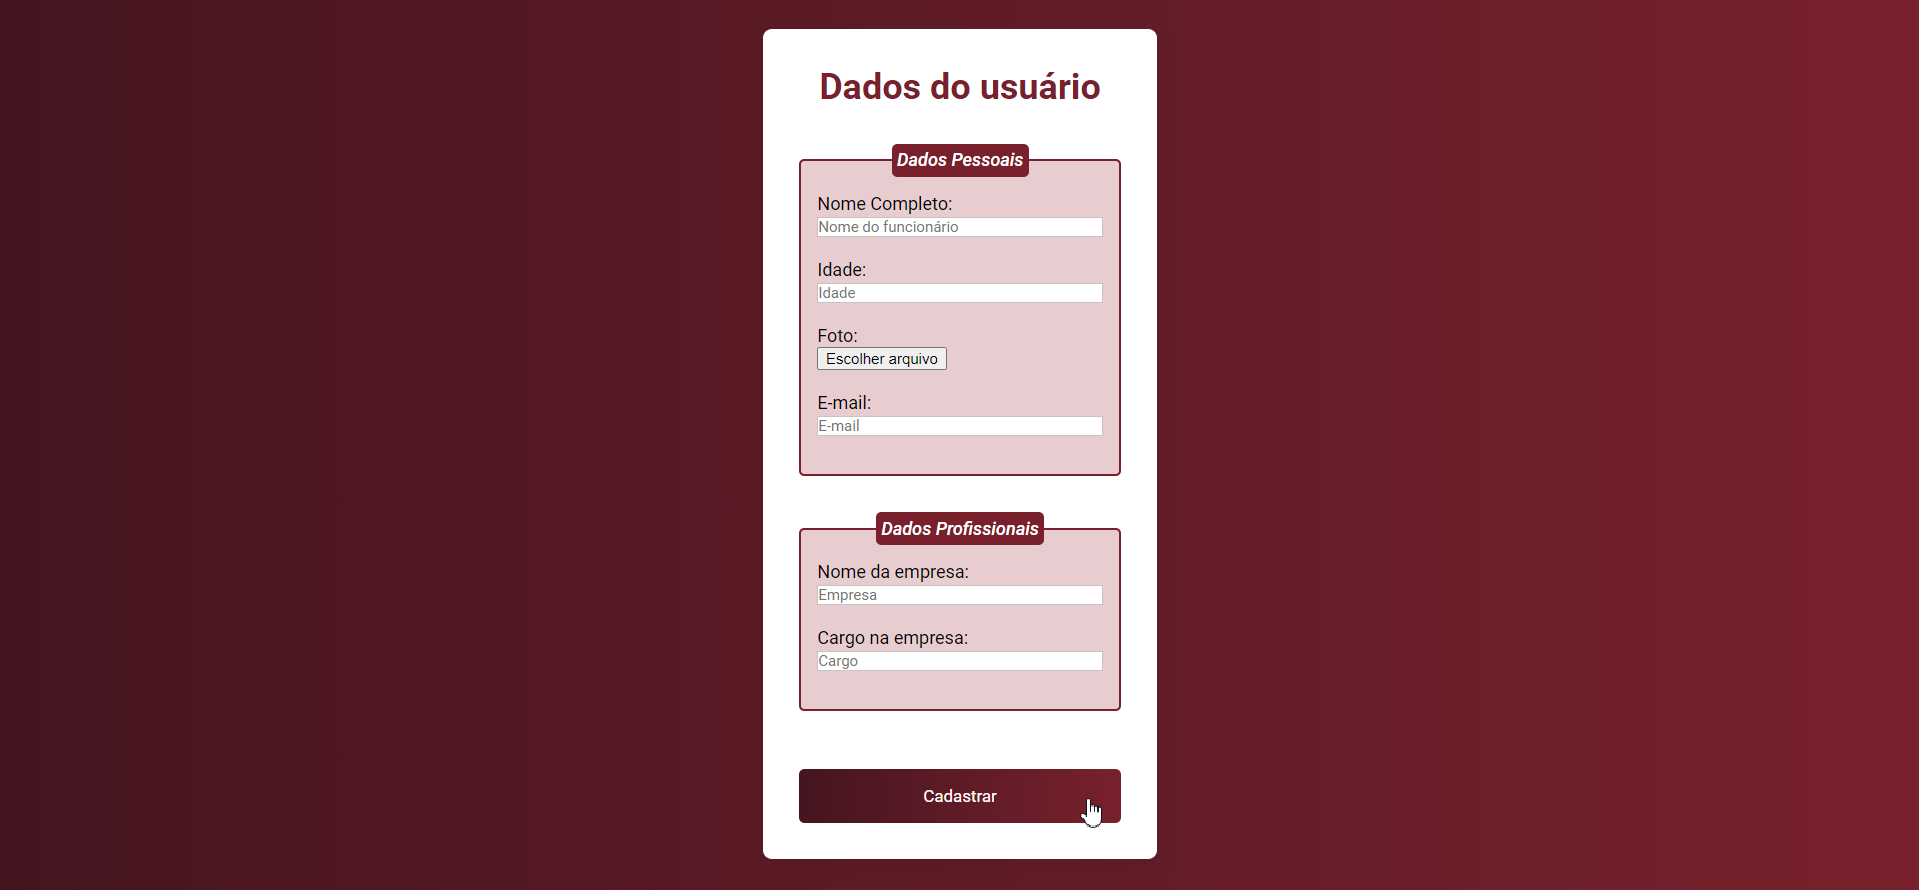 Dados do usuário
Dados Pessoais
Nome Completo:
Nome do funcionário
Idade:
Idade
Foto:
Escolher arquivo
E-mail:
E-mail
Dados Profissionais
Nome da empresa:
Empresa
Cargo na empresa:
Cargo
Cadastrar